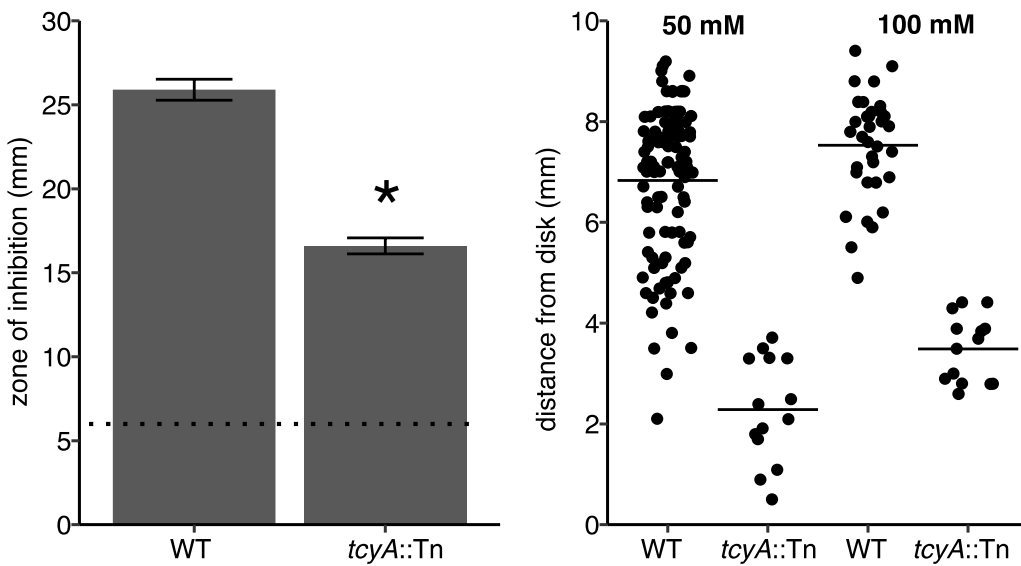 zone of inhibition (mm)
30
25
20
15
10
5
0
*
WT
tcyA::Tn
distance from disk (mm)
10
8
6
4
2
0
50 mM
100 mM
WT
tcyA::Tn
WT
tcyA::Tn